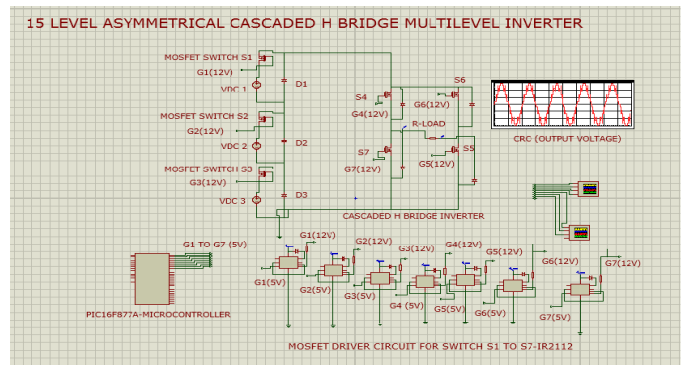 15 LEVEL ASYMMETRICAL CASCADED H BRIDGE MULTILEVEL INVERTER
MOSFET SWITCH S1
G1(12V)
VDC 1
D1
MOSFET SWITCH S2
G2(12V)
VDC 2
D2
MOSFET SWITCH S3
G3(12V)
VDC 3
D3
S4
G4(12V)
S6
G6(12V)
R-LOAD
S7
G7(12V)
S5
G5(12V)
CRC (OUTPUT VOLTAGE)
CASCADED H BRIDGE INVERTER
G1 TO G7 (5V)
PIC16F877A-MICROCONTROLLER
G1(12V)
G2(12V)
G3(12V)
G4(12V)
G5(12V)
G6(12V)
G7(12V)
G1(5V)
G2(5V)
G3(5V)
G4 (5V)
G5(5V)
G6(5V)
G7(5V)
MOSFET DRIVER CIRCUIT FOR SWITCH S1 TO S7-IR2112